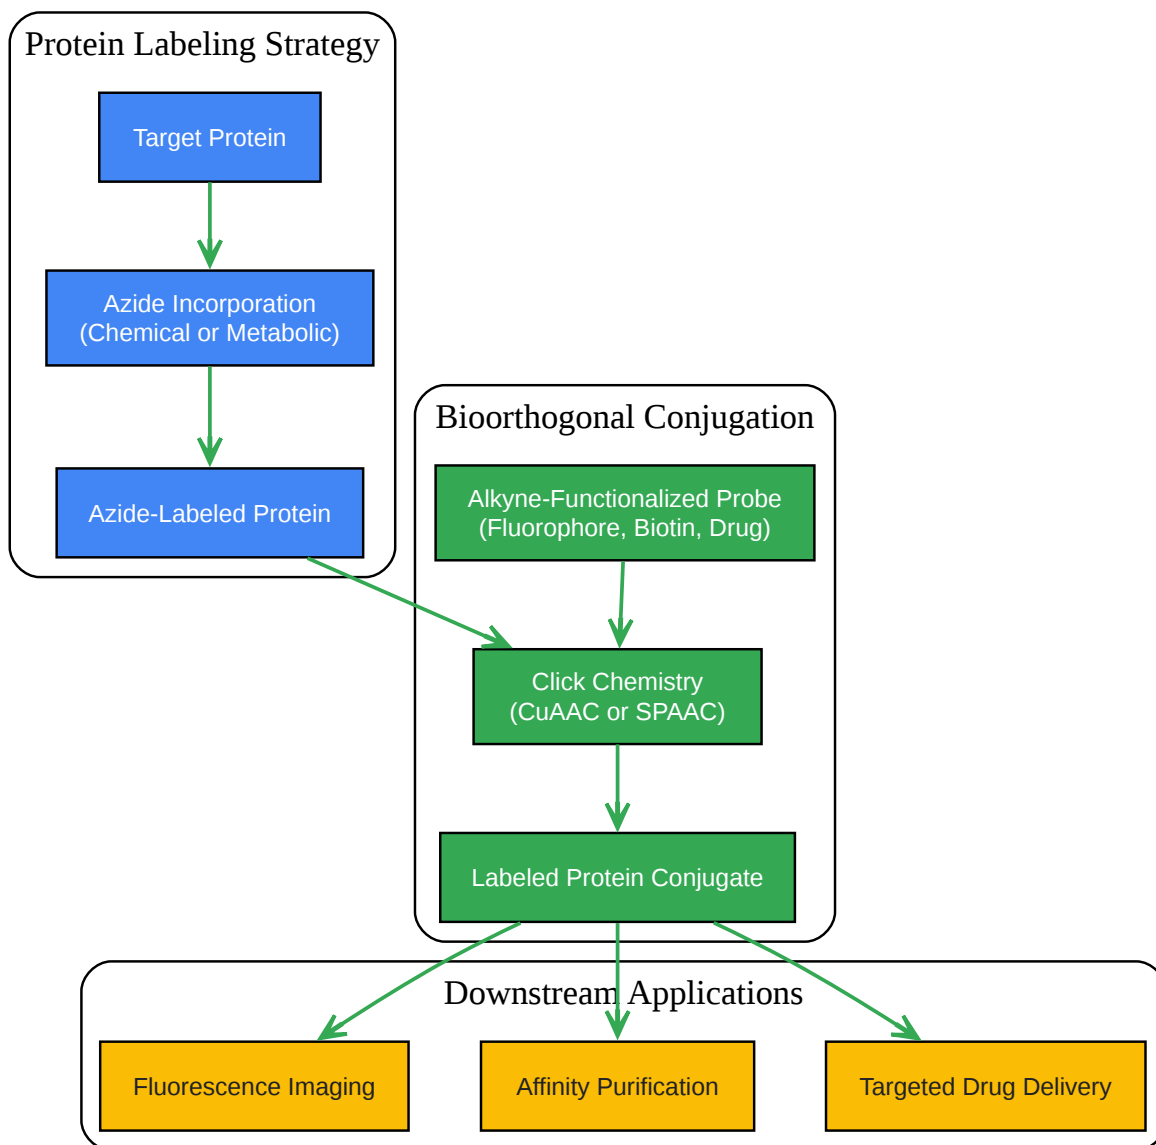 Protein Labeling Strategy
Target Protein
Azide Incorporation
(Chemical or Metabolic)
Azide-Labeled Protein
Bioorthogonal Conjugation
Alkyne-Functionalized Probe
(Fluorophore, Biotin, Drug)
Click Chemistry
(CuAAC or SPAAC)
Labeled Protein Conjugate
Downstream Applications
Fluorescence Imaging
Affinity Purification
Targeted Drug Delivery